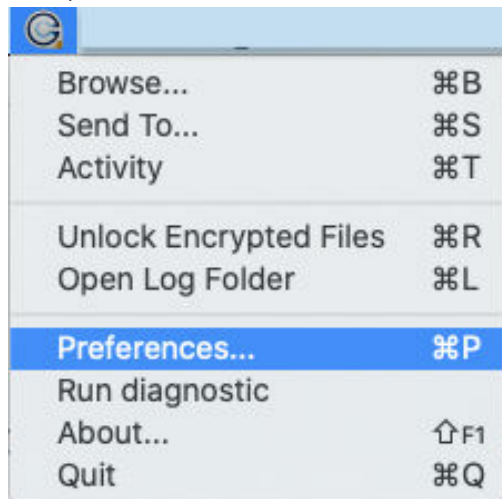 Browse... ⌘B
Send To... ⌘S
Activity ⌘T
Unlock Encrypted Files ⌘R
Open Log Folder ⌘L
Preferences... ⌘P
Run diagnostic
About... ⇧F1
Quit ⌘Q